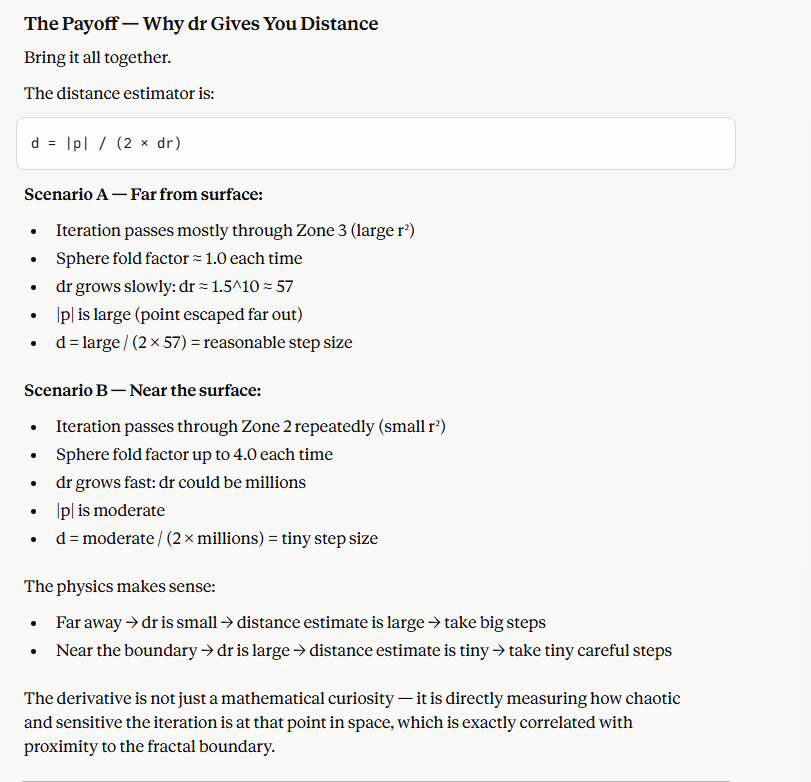 The Payoff — Why dr Gives You Distance
Bring it all together.
The distance estimator is:
d = |p| / (2 × dr)
Scenario A — Far from surface:
• Iteration passes mostly through Zone 3 (large r²)
• Sphere fold factor ≈ 1.0 each time
• dr grows slowly: dr ≈ 1.5^10 ≈ 57
• |p| is large (point escaped far out)
• d = large / (2 × 57) = reasonable step size
Scenario B — Near the surface:
• Iteration passes through Zone 2 repeatedly (small r²)
• Sphere fold factor up to 4.0 each time
• dr grows fast: dr could be millions
• |p| is moderate
• d = moderate / (2 × millions) = tiny step size
The physics makes sense:
• Far away → dr is small → distance estimate is large → take big steps
• Near the boundary → dr is large → distance estimate is tiny → take tiny careful steps
The derivative is not just a mathematical curiosity — it is directly measuring how chaotic
and sensitive the iteration is at that point in space, which is exactly correlated with
proximity to the fractal boundary.